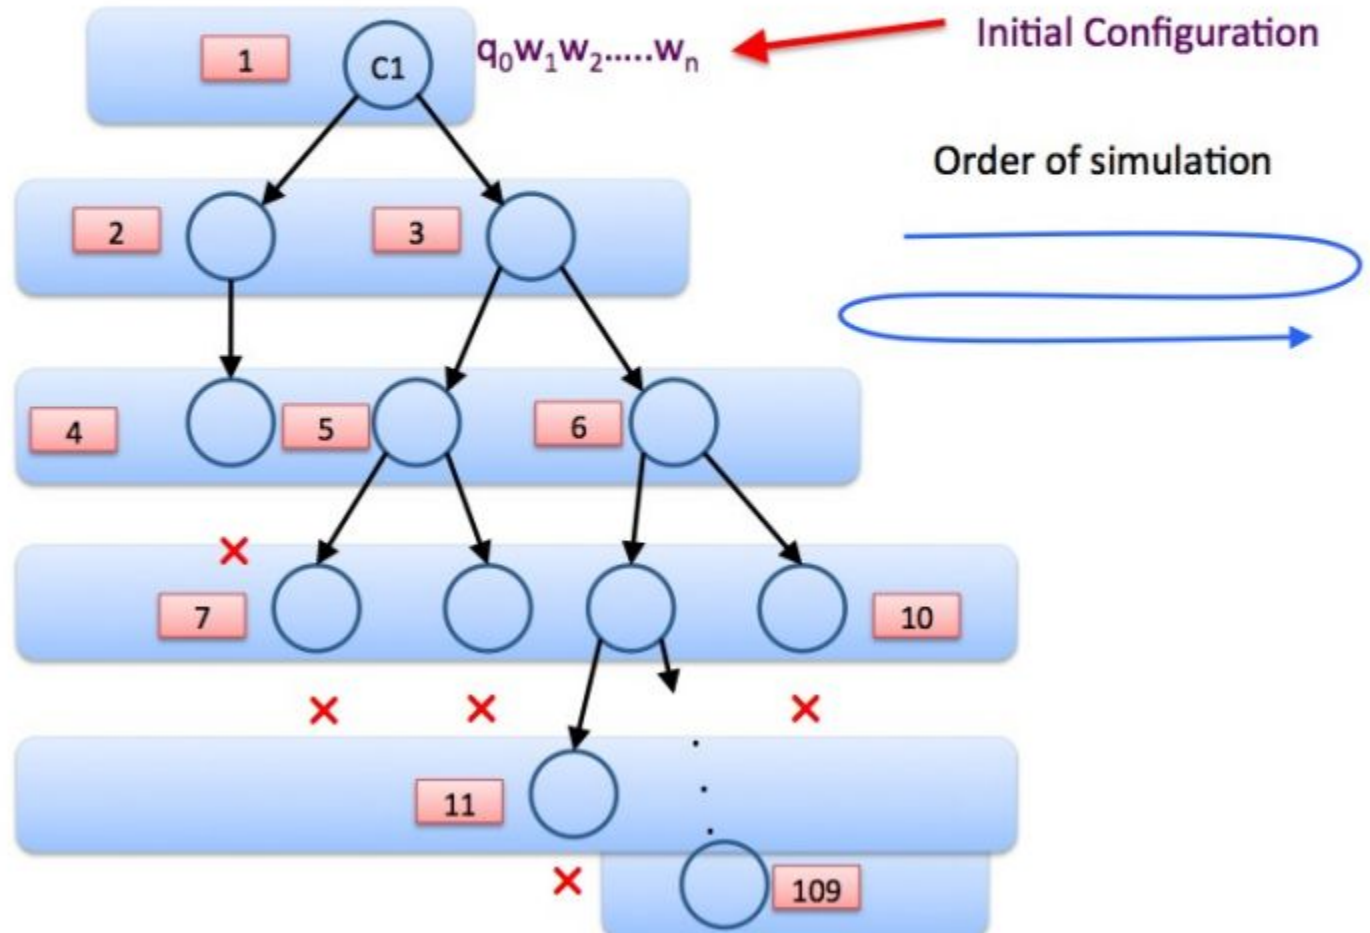 Initial Configuration
1
C1
q₀w₁w₂.....wₙ
Order of simulation
2
3
4
5
6
7
10
11
109